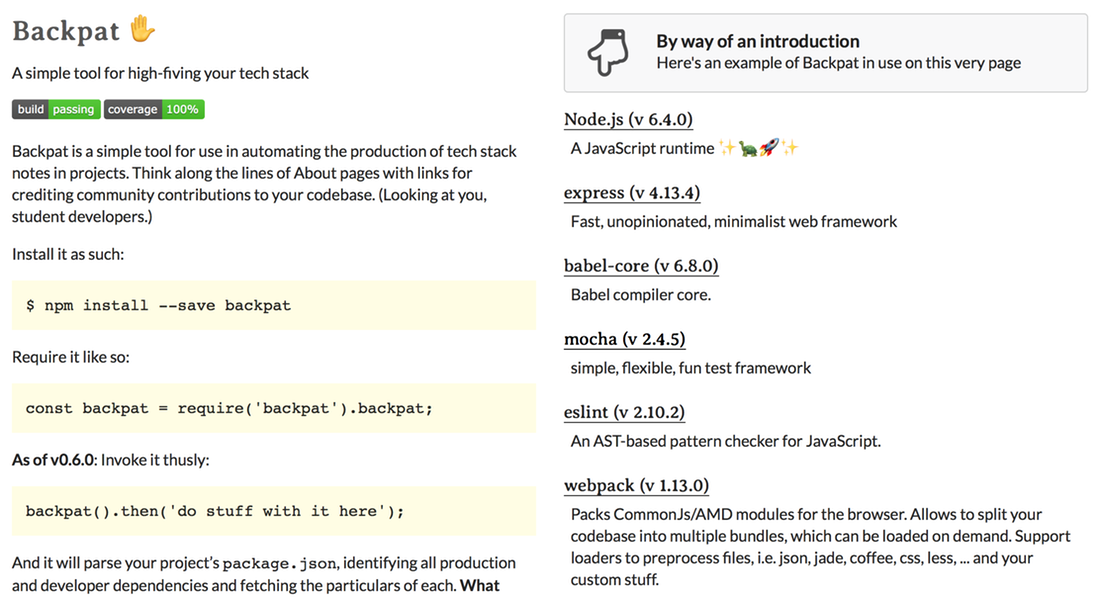 Backpat ✋
A simple tool for high-fiving your tech stack
build passing coverage 100%
Backpat is a simple tool for use in automating the production of tech stack
notes in projects. Think along the lines of About pages with links for
crediting community contributions to your codebase. (Looking at you,
student developers.)
Install it as such:
$ npm install --save backpat
Require it like so:
const backpat = require('backpat').backpat;
As of v0.6.0: Invoke it thusly:
backpat().then('do stuff with it here');
And it will parse your project's package.json, identifying all production
and developer dependencies and fetching the particulars of each. What
By way of an introduction
Here's an example of Backpat in use on this very page
Node.js (v 6.4.0)
A JavaScript runtime ✨🐢🚀✨
express (v 4.13.4)
Fast, unopinionated, minimalist web framework
babel-core (v 6.8.0)
Babel compiler core.
mocha (v 2.4.5)
simple, flexible, fun test framework
eslint (v 2.10.2)
An AST-based pattern checker for JavaScript.
webpack (v 1.13.0)
Packs CommonJs/AMD modules for the browser. Allows to split your
codebase into multiple bundles, which can be loaded on demand. Support
loaders to preprocess files, i.e. json, jade, coffee, css, less, ... and your
custom stuff.